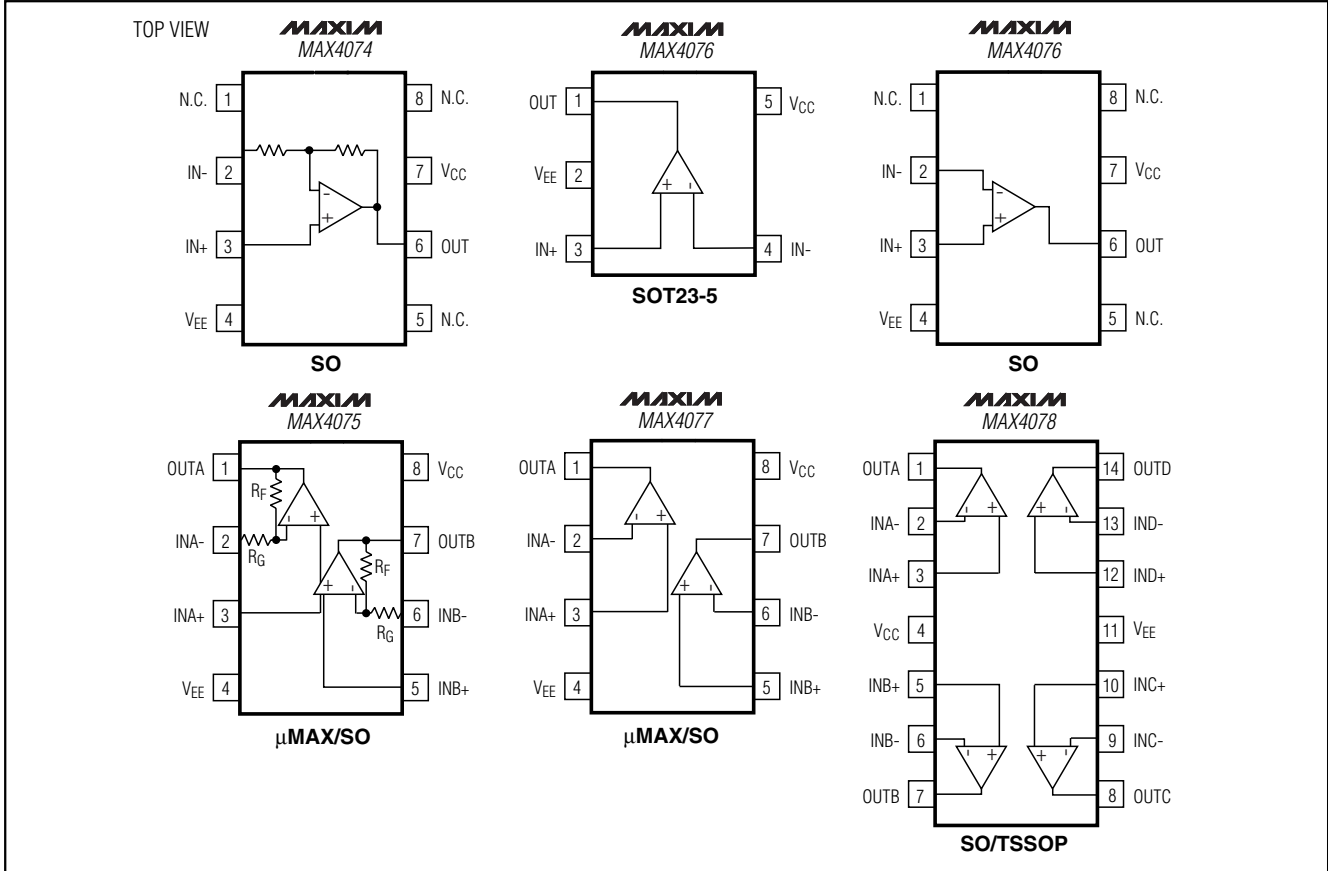 TOP VIEW
MAXIM
MAX4074
N.C. 1
8 N.C.
IN- 2
7 VCC
- +
IN+ 3
6 OUT
VEE 4
5 N.C.
SO
MAXIM
MAX4076
OUT 1
5 VCC
VEE 2
+ -
IN+ 3
4 IN-
SOT23-5
MAXIM
MAX4076
N.C. 1
8 N.C.
IN- 2
7 VCC
- +
IN+ 3
6 OUT
VEE 4
5 N.C.
SO
MAXIM
MAX4075
OUTA 1
8 VCC
RF
- +
INA- 2
RG
7 OUTB
RF
+ -
INA+ 3
6 INB-
RG
VEE 4
5 INB+
µMAX/SO
MAXIM
MAX4077
OUTA 1
8 VCC
- +
INA- 2
7 OUTB
+ -
INA+ 3
6 INB-
VEE 4
5 INB+
µMAX/SO
MAXIM
MAX4078
OUTA 1
14 OUTD
- + + -
INA- 2
13 IND-
INA+ 3
12 IND+
VCC 4
11 VEE
INB+ 5
10 INC+
INB- 6
9 INC-
- + + -
OUTB 7
8 OUTC
SO/TSSOP